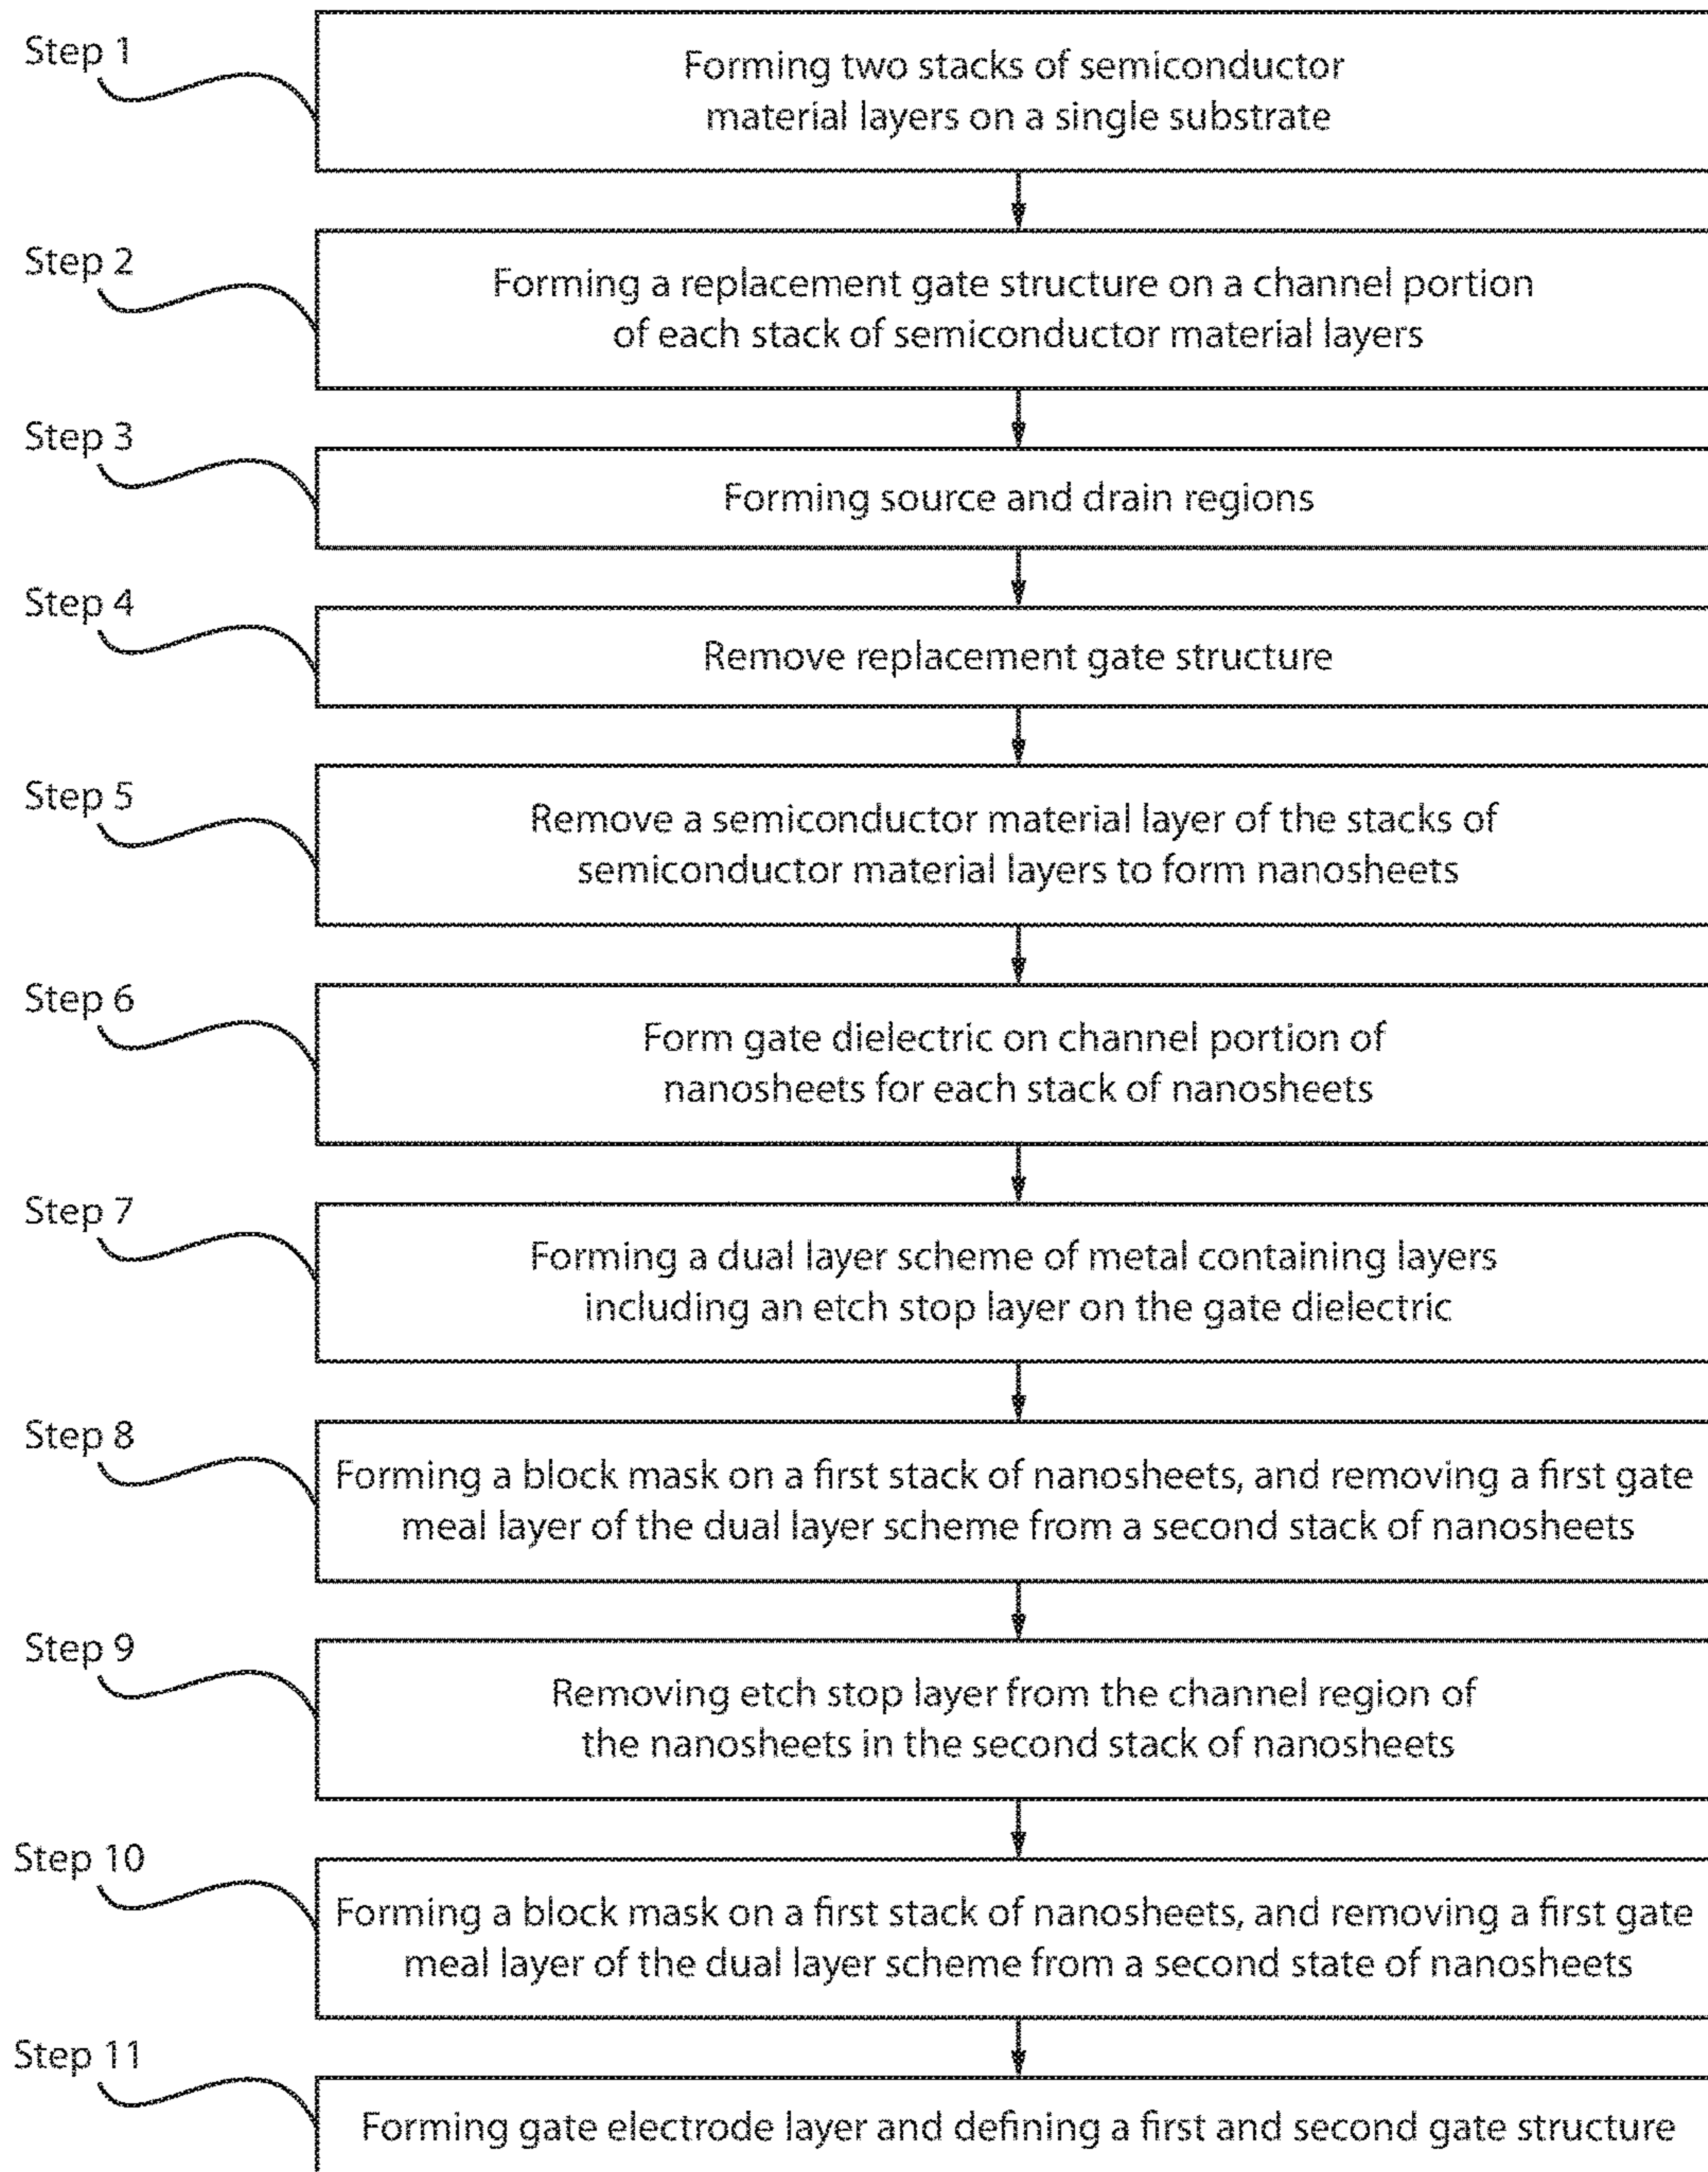 Step 1
Forming two stacks of semiconductor
material layers on a single substrate
Step 2
Forming a replacement gate structure on a channel portion
of each stack of semiconductor material layers
Step 3
Forming source and drain regions
Step 4
Remove replacement gate structure
Step 5
Remove a semiconductor material layer of the stacks of
semiconductor material layers to form nanosheets
Step 6
Form gate dielectric on channel portion of
nanosheets for each stack of nanosheets
Step 7
Forming a dual layer scheme of metal containing layers
including an etch stop layer on the gate dielectric
Step 8
Forming a block mask on a first stack of nanosheets, and removing a first gate
meal layer of the dual layer scheme from a second stack of nanosheets
Step 9
Removing etch stop layer from the channel region of
the nanosheets in the second stack of nanosheets
Step 10
Forming a block mask on a first stack of nanosheets, and removing a first gate
meal layer of the dual layer scheme from a second state of nanosheets
Step 11
Forming gate electrode layer and defining a first and second gate structure